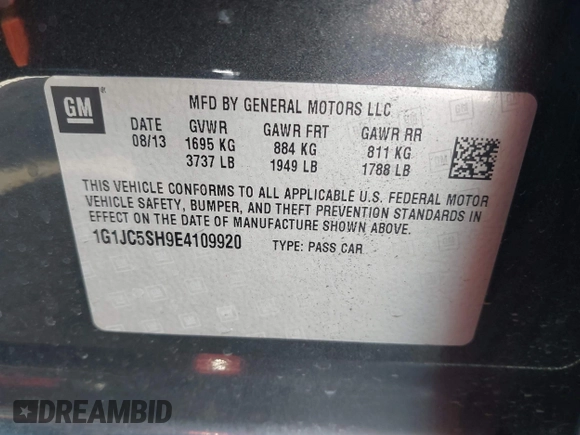 GM
MFD BY GENERAL MOTORS LLC
DATE GVWR GAWR FRT GAWR RR
08/13 1695 KG 884 KG 811 KG
3737 LB 1949 LB 1788 LB
THIS VEHICLE CONFORMS TO ALL APPLICABLE U.S. FEDERAL MOTOR
VEHICLE SAFETY, BUMPER, AND THEFT PREVENTION STANDARDS IN
EFFECT ON THE DATE OF MANUFACTURE SHOWN ABOVE.
1G1JC5SH9E4109920 TYPE: PASS CAR
DREAMBID